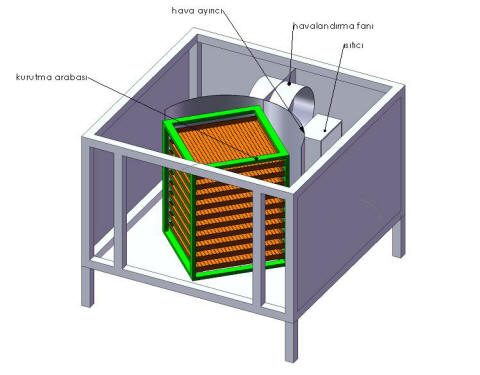 hava ayırıcı
havalandırma fanı
ısıtıcı
kurutma arabası